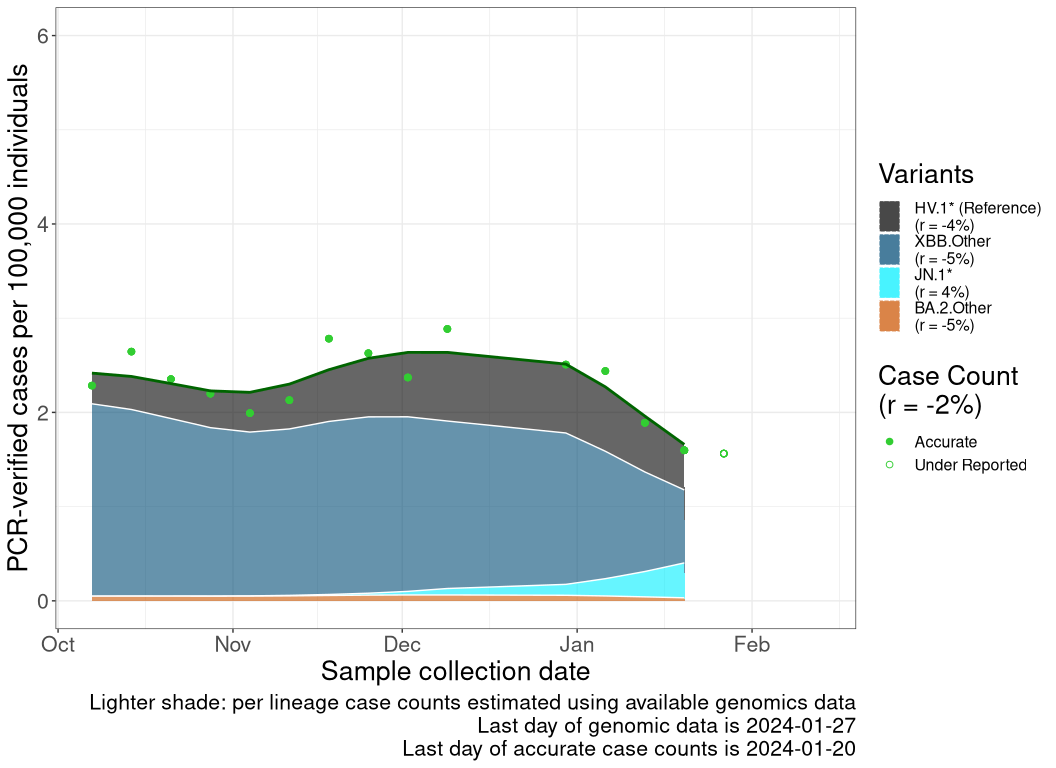 PCR-verified cases per 100,000 individuals
6
4
2
0
Oct
Nov
Dec
Jan
Feb
Sample collection date
Lighter shade: per lineage case counts estimated using available genomics data
Last day of genomic data is 2024-01-27
Last day of accurate case counts is 2024-01-20
Variants
HV.1* (Reference)
(r = -4%)
XBB.Other
(r = -5%)
JN.1*
(r = 4%)
BA.2.Other
(r = -5%)
Case Count
(r = -2%)
Accurate
Under Reported